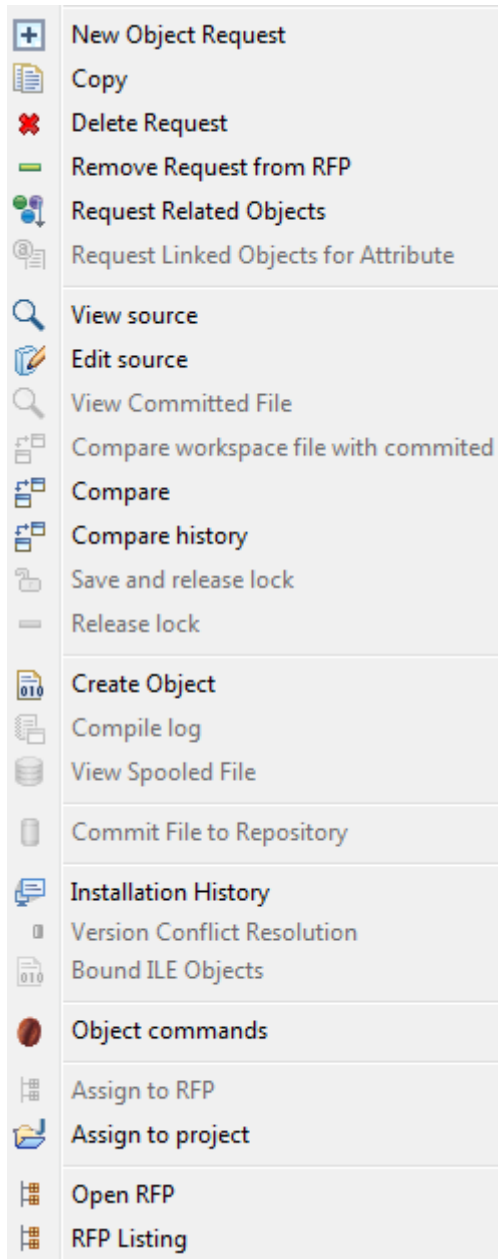 New Object Request
Copy
Delete Request
Remove Request from RFP
Request Related Objects
Request Linked Objects for Attribute
View source
Edit source
View Committed File
Compare workspace file with commited
Compare
Compare history
Save and release lock
Release lock
Create Object
Compile log
View Spooled File
Commit File to Repository
Installation History
Version Conflict Resolution
Bound ILE Objects
Object commands
Assign to RFP
Assign to project
Open RFP
RFP Listing